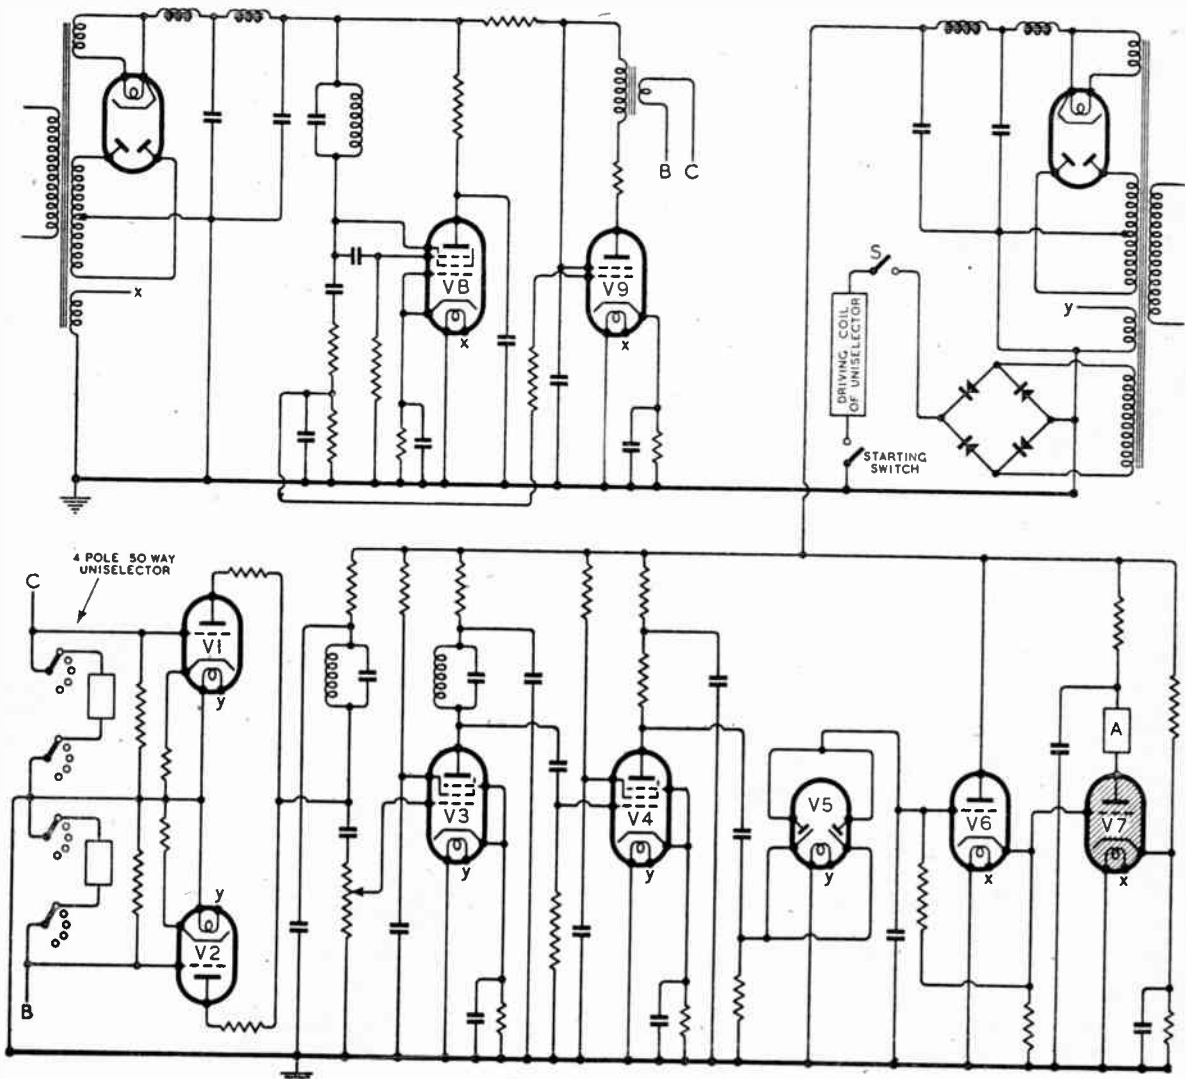 B C
V8
x
x
V9
x
S
y
DRIVING COIL
OF UNISELECTOR
STARTING
SWITCH
4 POLE 50 WAY
UNISELECTOR
C
V1
y
y
V2
B
V3
y
V4
y
V5
y
V6
x
A
V7
x